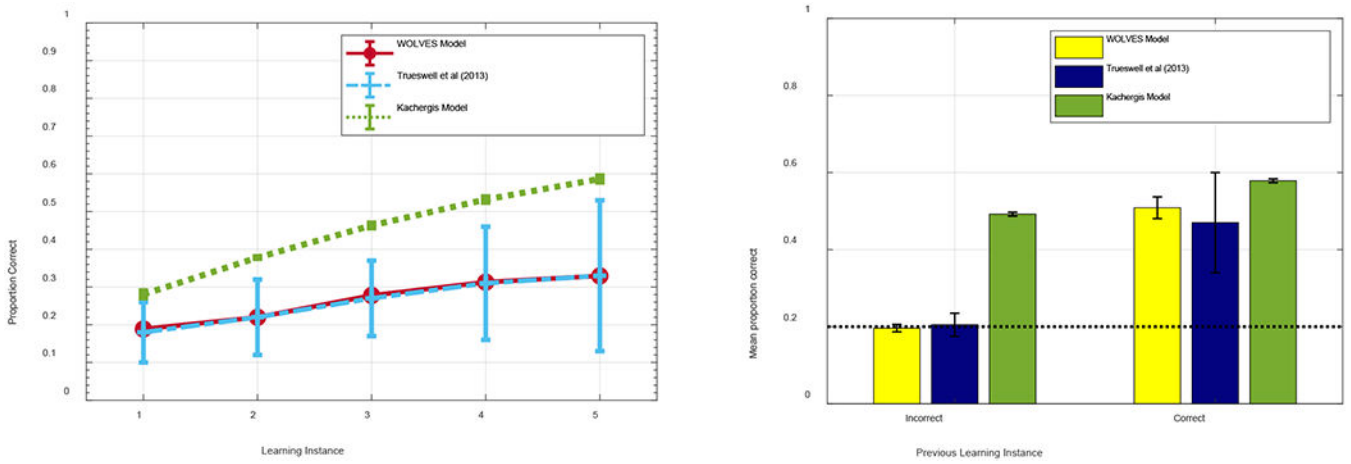 1
0.9
0.8
0.7
0.6
0.5
0.4
0.3
0.2
0.1
0
Proportion Correct
WOLVES Model
Trueswell et al (2013)
Kachergis Model
1 2 3 4 5
Learning Instance
1
0.8
0.6
0.4
0.2
0
Mean proportion correct
WOLVES Model
Trueswell et al (2013)
Kachergis Model
Incorrect Correct
Previous Learning Instance